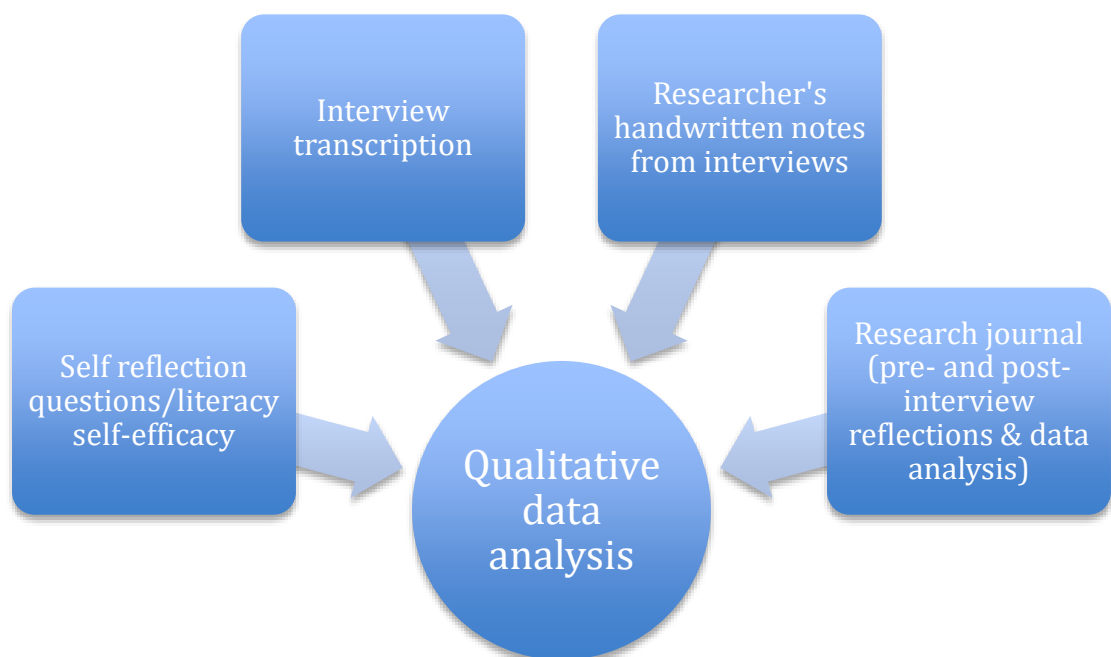 Interview
transcription
Researcher's
handwritten notes
from interviews
Self reflection
questions/literacy
self-efficacy
Research journal
(pre- and post-
interview
reflections & data
analysis)
Qualitative
data
analysis